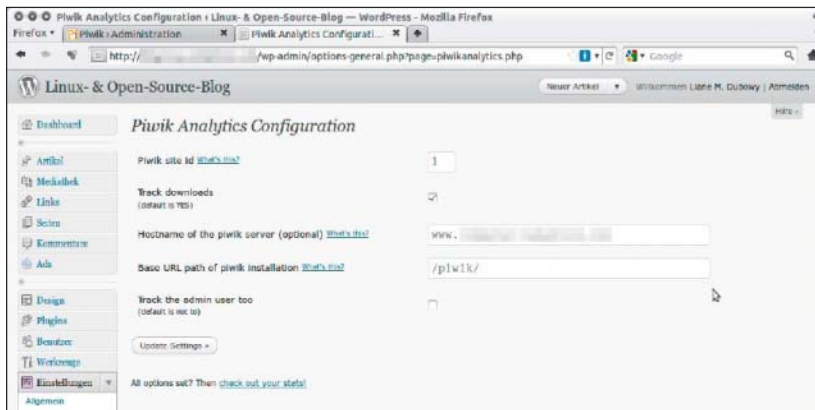 Piwik Analytics Configuration ‹ Linux- & Open-Source-Blog — WordPress - Mozilla Firefox
Firefox
Piwik › Administration
Piwik Analytics Configurati...
http://
/wp-admin/options-general.php?page=piwikanalytics.php
Google
Linux- & Open-Source-Blog
Neuer Artikel
Willkommen Liane M. Dubowy | Abmelden
Hilfe
Dashboard
Piwik Analytics Configuration
Artikel
Mediathek
Links
Seiten
Kommentare
Ads
Design
Plugins
Benutzer
Werkzeuge
Einstellungen
Allgemein
Piwik site id What's this?
1
Track downloads
(default is YES)
Hostname of the piwik server (optional) What's this?
www.
Base URL path of piwik installation What's this?
/piwik/
Track the admin user too
(default is not to)
Update Settings »
All options set? Then check out your stats!